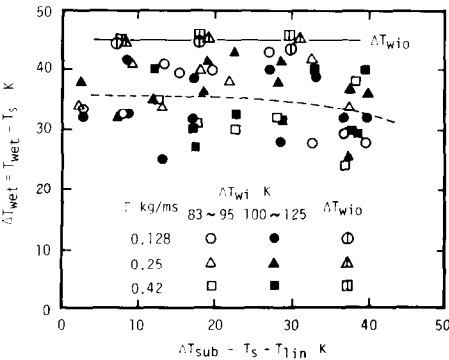 ΔTwet = Twet − Ts K
50
40
30
20
10
0
ΔTwio
Γ kg/ms
ΔTwi K
83~95 100~125
ΔTwio
0.128
0.25
0.42
0 10 20 30 40 50
ΔTsub − Ts − Tlin K